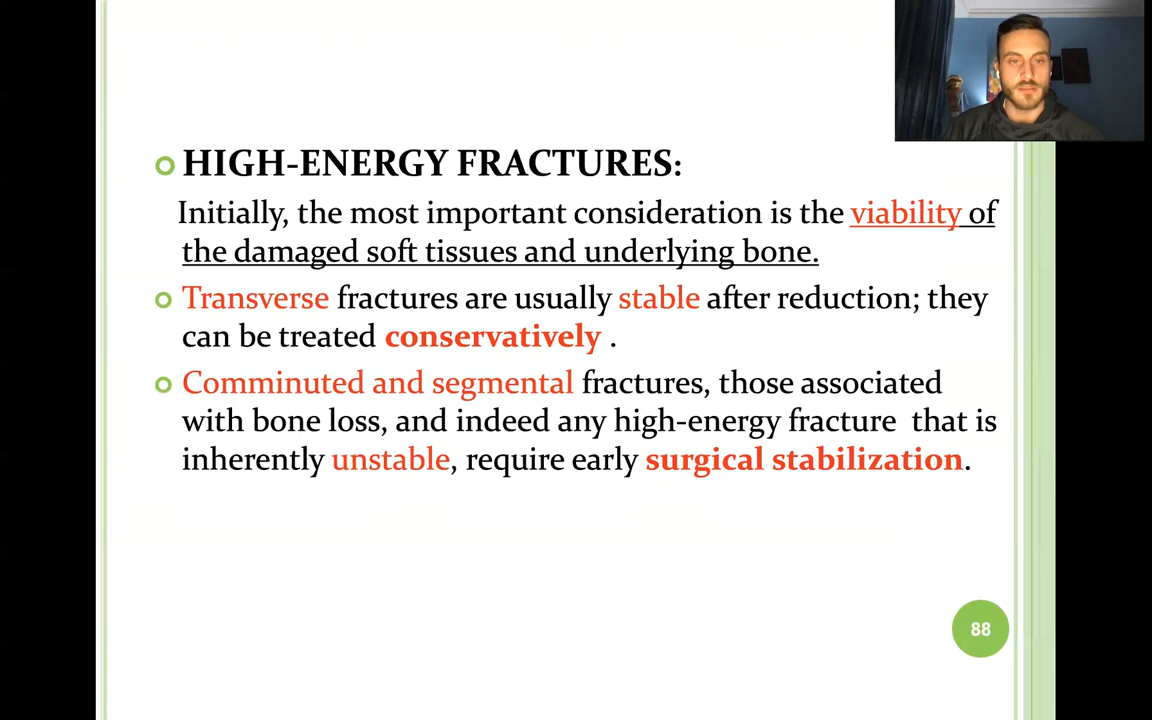 HIGH-ENERGY FRACTURES:
Initially, the most important consideration is the viability of
the damaged soft tissues and underlying bone.
Transverse fractures are usually stable after reduction; they
can be treated conservatively .
Comminuted and segmental fractures, those associated
with bone loss, and indeed any high-energy fracture that is
inherently unstable, require early surgical stabilization.
88